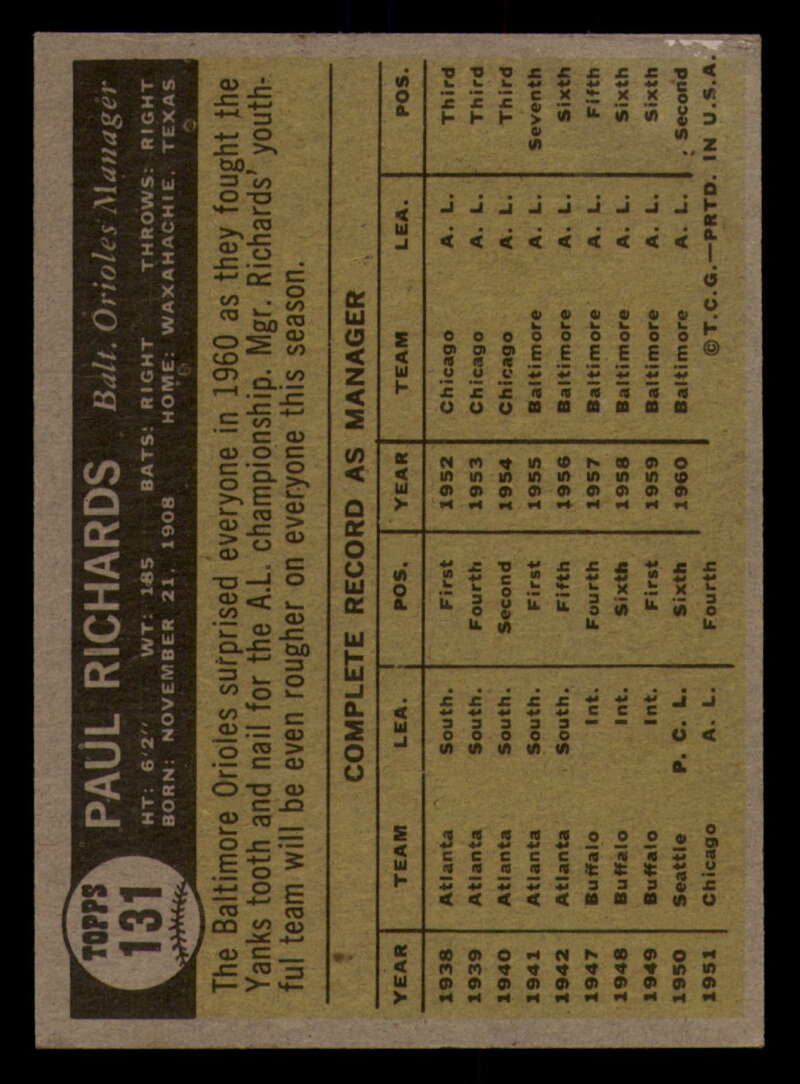 TOPPS
131
PAUL RICHARDS Balt. Orioles Manager
HT: 6'2" WT: 185 BATS: RIGHT THROWS: RIGHT
BORN: NOVEMBER 21, 1908 HOME: WAXAHACHIE, TEXAS
The Baltimore Orioles surprised everyone in 1960 as they fought the
Yanks tooth and nail for the A.L. championship. Mgr. Richards' youth-
ful team will be even rougher on everyone this season.
COMPLETE RECORD AS MANAGER
YEAR TEAM LEA. POS. YEAR TEAM LEA. POS.
1938 Atlanta South. First 1952 Chicago A. L. Third
1939 Atlanta South. Fourth 1953 Chicago A. L. Third
1940 Atlanta South. Second 1954 Chicago A. L. Third
1941 Atlanta South. First 1955 Baltimore A. L. Seventh
1942 Atlanta South. Fifth 1956 Baltimore A. L. Sixth
1947 Buffalo Int. Fourth 1957 Baltimore A. L. Fifth
1948 Buffalo Int. Sixth 1958 Baltimore A. L. Sixth
1949 Buffalo Int. First 1959 Baltimore A. L. Sixth
1950 Seattle P. C. L. Sixth 1960 Baltimore A. L. Second
1951 Chicago A. L. Fourth ©T.C.G.—PRTD. IN U.S.A.